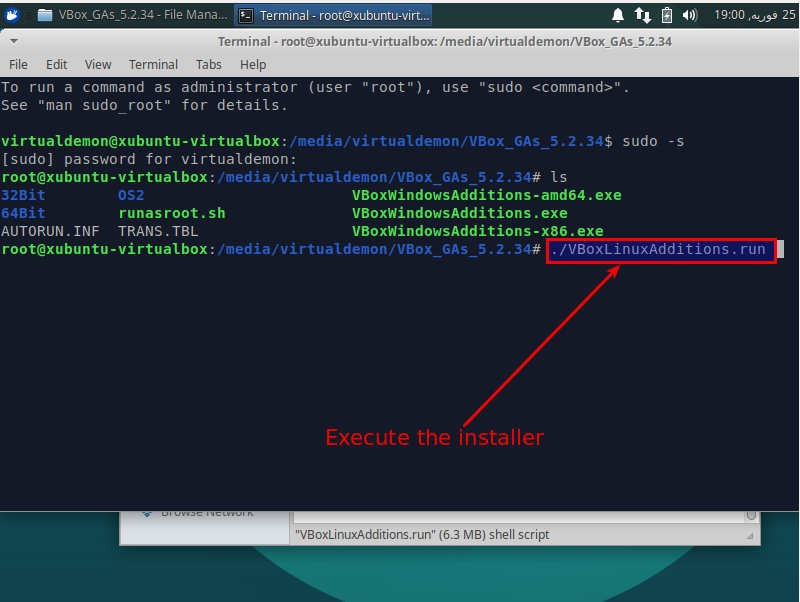 VBox_GAs_5.2.34 - File Mana...
Terminal - root@xubuntu-virt...
25 فوریه, 19:00
Terminal - root@xubuntu-virtualbox: /media/virtualdemon/VBox_GAs_5.2.34
File Edit View Terminal Tabs Help
To run a command as administrator (user "root"), use "sudo <command>".
See "man sudo_root" for details.
virtualdemon@xubuntu-virtualbox:/media/virtualdemon/VBox_GAs_5.2.34$ sudo -s
[sudo] password for virtualdemon:
root@xubuntu-virtualbox:/media/virtualdemon/VBox_GAs_5.2.34# ls
32Bit OS2 VBoxWindowsAdditions-amd64.exe
64Bit runasroot.sh VBoxWindowsAdditions.exe
AUTORUN.INF TRANS.TBL VBoxWindowsAdditions-x86.exe
root@xubuntu-virtualbox:/media/virtualdemon/VBox_GAs_5.2.34# ./VBoxLinuxAdditions.run
Execute the installer
Browse Network
"VBoxLinuxAdditions.run" (6.3 MB) shell script